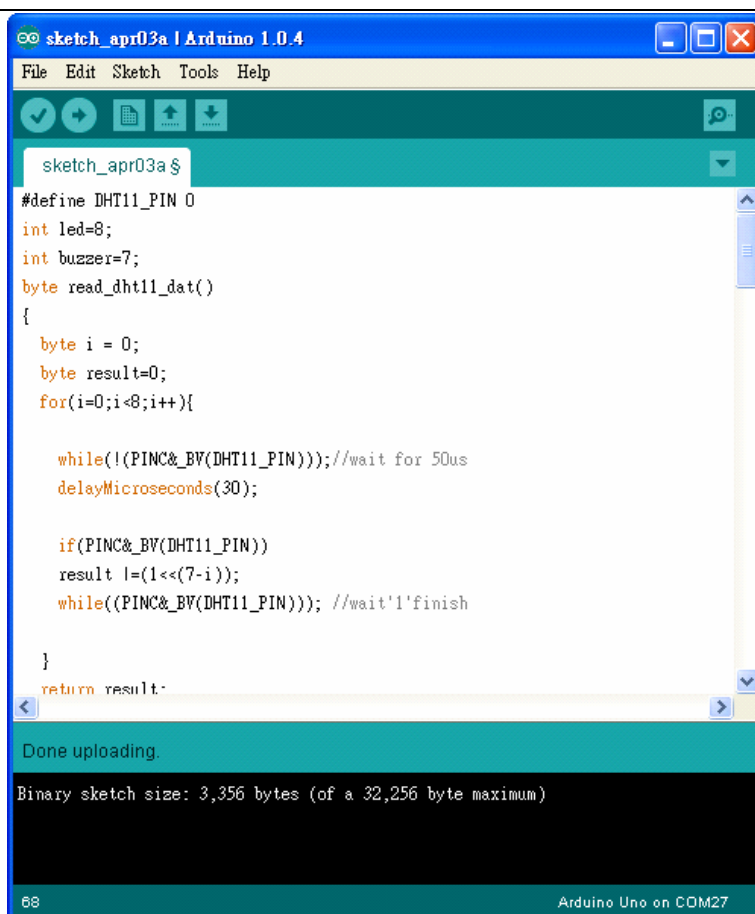 sketch_apr03a | Arduino 1.0.4
File Edit Sketch Tools Help
sketch_apr03a §
#define DHT11_PIN 0
int led=8;
int buzzer=7;
byte read_dht11_dat()
{
byte i = 0;
byte result=0;
for(i=0;i<8;i++){
while(!(PINC&_BV(DHT11_PIN)));//wait for 50us
delayMicroseconds(30);
if(PINC&_BV(DHT11_PIN))
result |=(1<<(7-i));
while((PINC&_BV(DHT11_PIN))); //wait'1'finish
}
return result;
Done uploading.
Binary sketch size: 3,356 bytes (of a 32,256 byte maximum)
68
Arduino Uno on COM27